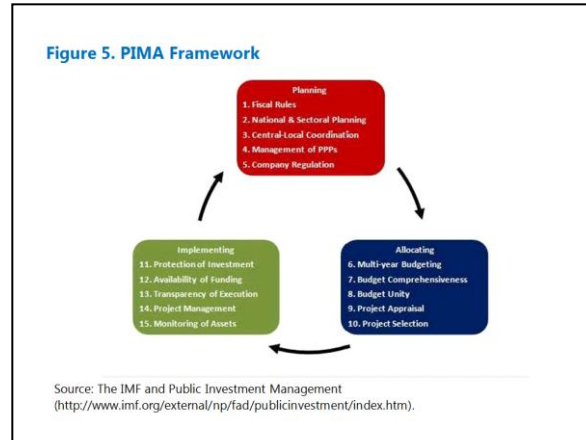 Figure 5. PIMA Framework
Planning
1. Fiscal Rules
2. National & Sectoral Planning
3. Central-Local Coordination
4. Management of PPPs
5. Company Regulation
Implementing
11. Protection of Investment
12. Availability of Funding
13. Transparency of Execution
14. Project Management
15. Monitoring of Assets
Allocating
6. Multi-year Budgeting
7. Budget Comprehensiveness
8. Budget Unity
9. Project Appraisal
10. Project Selection
Source: The IMF and Public Investment Management
(http://www.imf.org/external/np/fad/publicinvestment/index.htm).